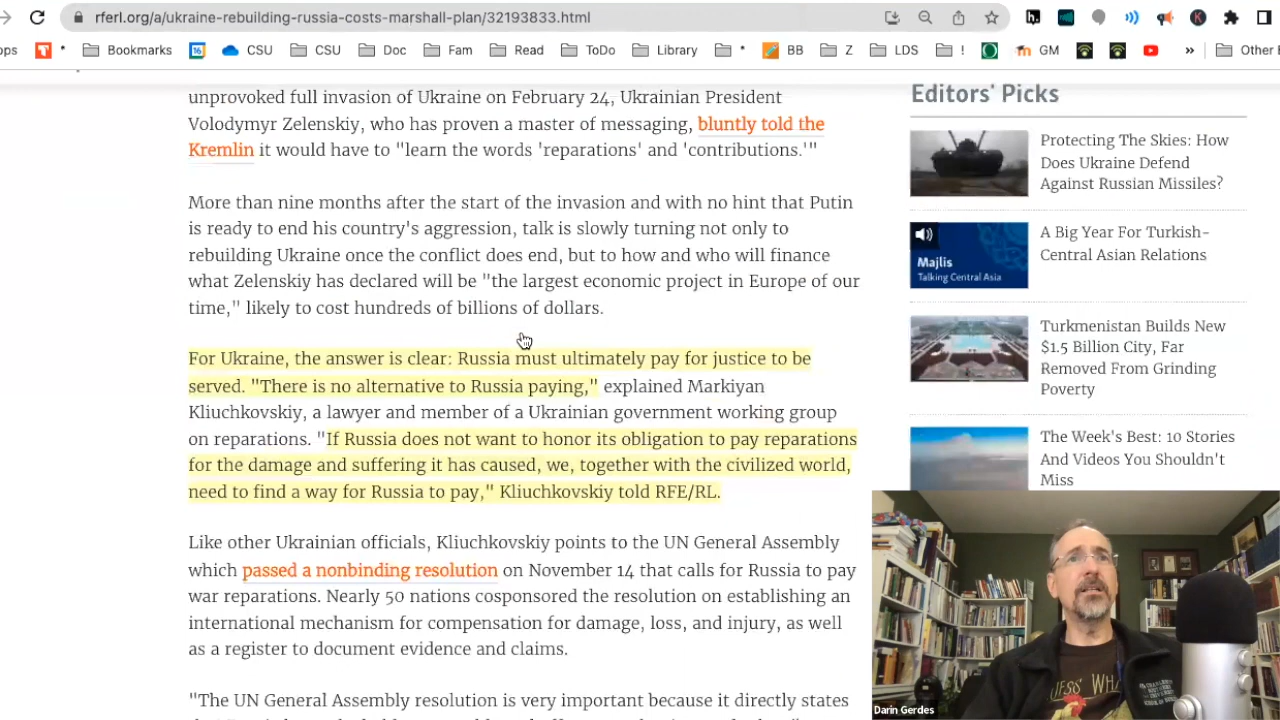 rferl.org/a/ukraine-rebuilding-russia-costs-marshall-plan/32193833.html
ops
T
*
Bookmarks
16
CSU
CSU
Doc
Fam
Read
ToDo
Library
*
BB
Z
LDS
!
GM
»
Other
unprovoked full invasion of Ukraine on February 24, Ukrainian President
Volodymyr Zelenskiy, who has proven a master of messaging, bluntly told the
Kremlin it would have to "learn the words 'reparations' and 'contributions.'"
More than nine months after the start of the invasion and with no hint that Putin
is ready to end his country's aggression, talk is slowly turning not only to
rebuilding Ukraine once the conflict does end, but to how and who will finance
what Zelenskiy has declared will be "the largest economic project in Europe of our
time," likely to cost hundreds of billions of dollars.
For Ukraine, the answer is clear: Russia must ultimately pay for justice to be
served. "There is no alternative to Russia paying," explained Markiyan
Kliuchkovskiy, a lawyer and member of a Ukrainian government working group
on reparations. "If Russia does not want to honor its obligation to pay reparations
for the damage and suffering it has caused, we, together with the civilized world,
need to find a way for Russia to pay," Kliuchkovskiy told RFE/RL.
Like other Ukrainian officials, Kliuchkovskiy points to the UN General Assembly
which passed a nonbinding resolution on November 14 that calls for Russia to pay
war reparations. Nearly 50 nations cosponsored the resolution on establishing an
international mechanism for compensation for damage, loss, and injury, as well
as a register to document evidence and claims.
"The UN General Assembly resolution is very important because it directly states
Editors' Picks
Protecting The Skies: How
Does Ukraine Defend
Against Russian Missiles?
Majlis
Talking Central Asia
A Big Year For Turkish-
Central Asian Relations
Turkmenistan Builds New
$1.5 Billion City, Far
Removed From Grinding
Poverty
The Week's Best: 10 Stories
And Videos You Shouldn't
Miss
Darin Gerdes